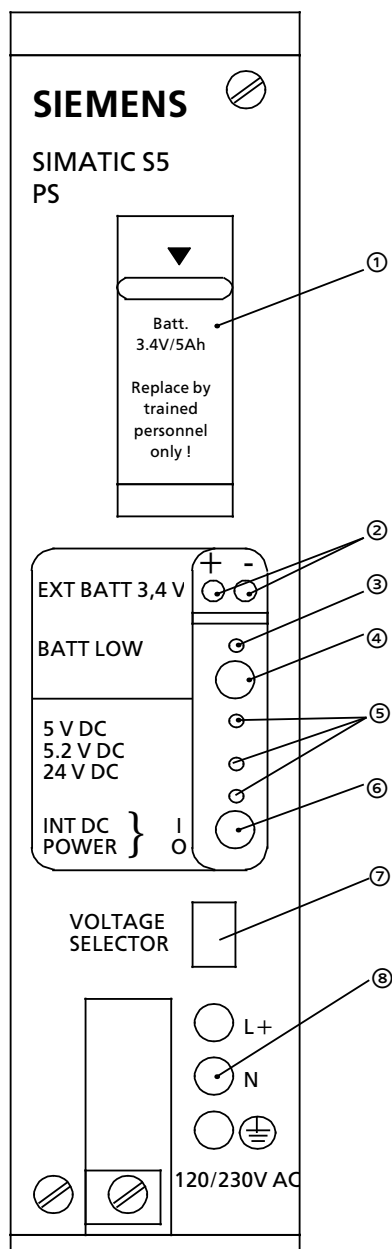 SIEMENS
SIMATIC S5
PS
①
Batt.
3.4V/5Ah
Replace by
trained
personnel
only !
②
+ -
EXT BATT 3,4 V
③
BATT LOW
④
⑤
5 V DC
5.2 V DC
24 V DC
⑥
INT DC } I
POWER O
⑦
VOLTAGE
SELECTOR
⑧
L+
N
120/230V AC